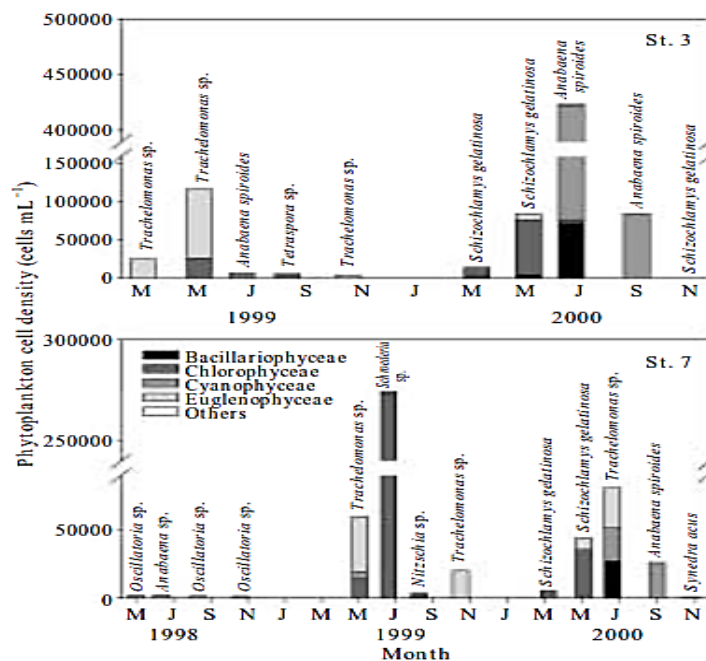 500000
450000
400000
150000
100000
50000
0
St. 3
Trachelomonas sp.
Trachelomonas sp.
Anabaena spiroides
Tetraspora sp.
Trachelomonas sp.
Schizochlamys gelatinosa
Schizochlamys gelatinosa
Anabaena
spiroides
Anabaena spiroides
Schizochlamys gelatinosa
M M J S N J M M J S N
1999 2000
Phytoplankton cell density (cells mL⁻¹)
300000
250000
50000
0
St. 7
Bacillariophyceae
Chlorophyceae
Cyanophyceae
Euglenophyceae
Others
Oscillatoria sp.
Anabaena sp.
Oscillatoria sp.
Oscillatoria sp.
Trachelomonas sp.
sp.
Nitzschia sp.
Trachelomonas sp.
Schizochlamys gelatinosa
Schizochlamys gelatinosa
Trachelomonas sp.
Anabaena spiroides
Synedra acus
M J S N J M M J S N J M M J S N
1998 1999 2000
Month